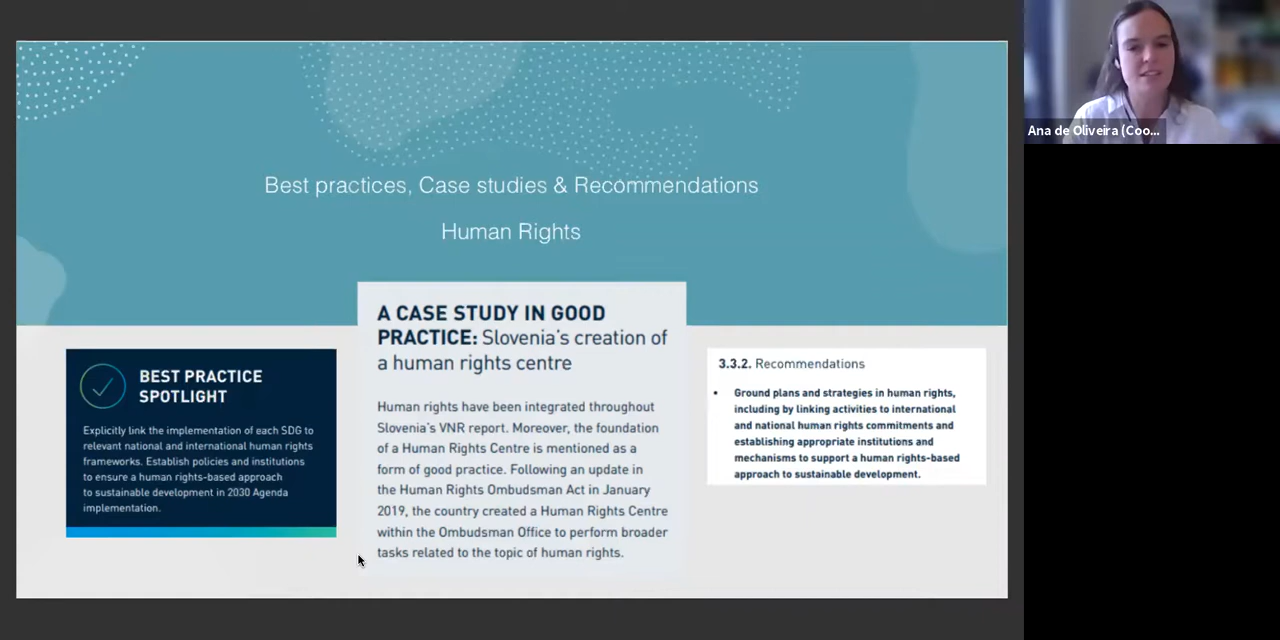 Best practices, Case studies & Recommendations
Human Rights
BEST PRACTICE
SPOTLIGHT
Explicitly link the implementation of each SDG to
relevant national and international human rights
frameworks. Establish policies and institutions
to ensure a human rights-based approach
to sustainable development in 2030 Agenda
implementation.
A CASE STUDY IN GOOD
PRACTICE: Slovenia's creation of
a human rights centre
Human rights have been integrated throughout
Slovenia's VNR report. Moreover, the foundation
of a Human Rights Centre is mentioned as a
form of good practice. Following an update in
the Human Rights Ombudsman Act in January
2019, the country created a Human Rights Centre
within the Ombudsman Office to perform broader
tasks related to the topic of human rights.
3.3.2. Recommendations
• Ground plans and strategies in human rights,
including by linking activities to international
and national human rights commitments and
establishing appropriate institutions and
mechanisms to support a human rights-based
approach to sustainable development.
Ana de Oliveira (Coo...